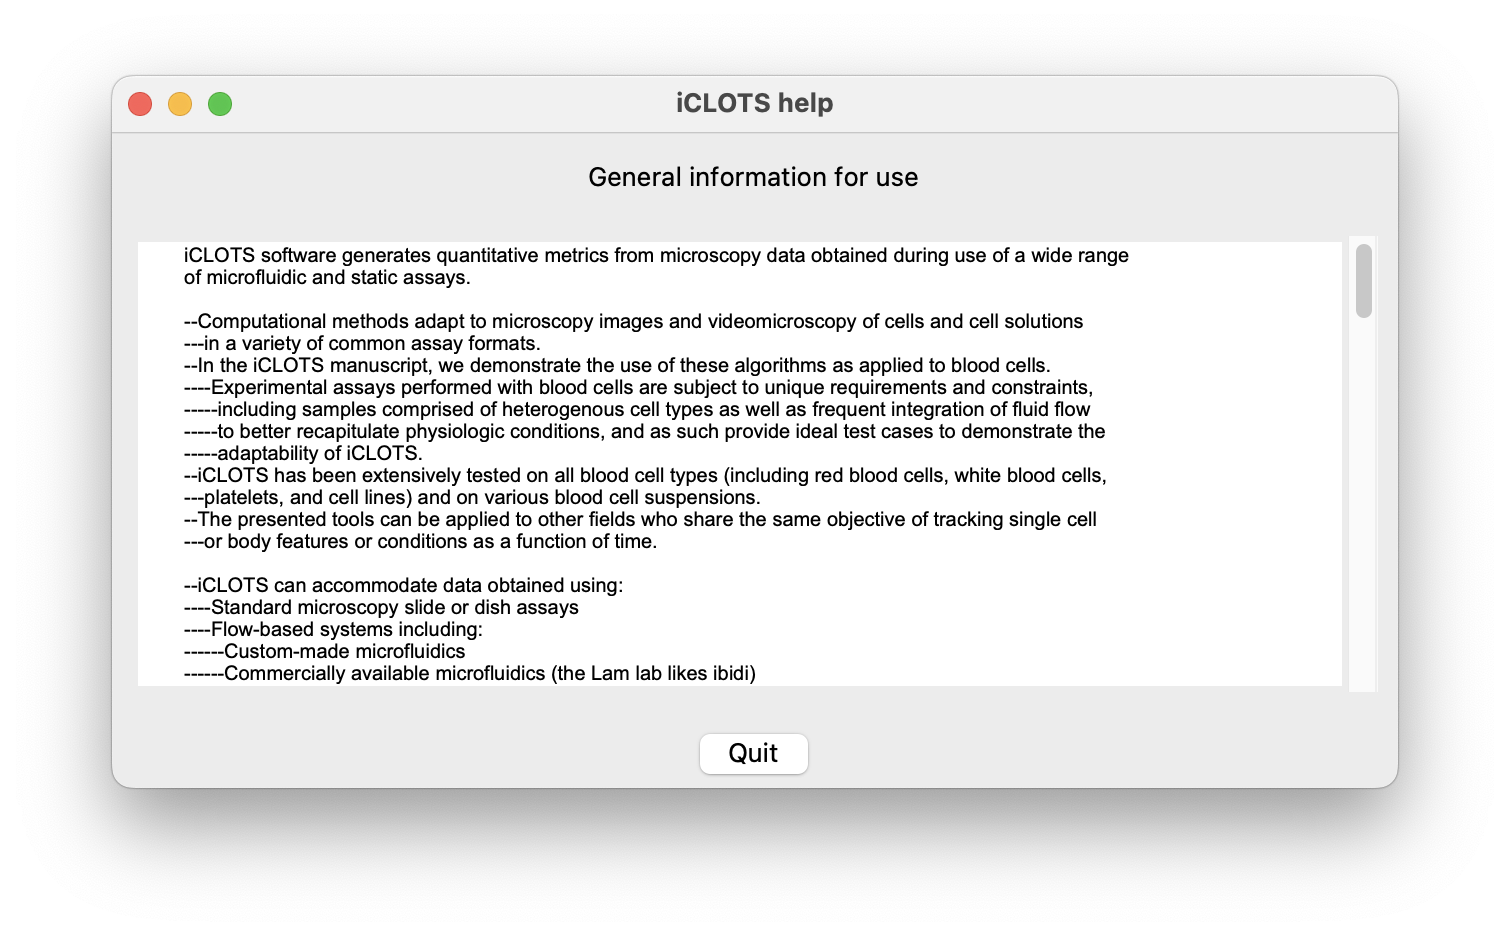 iCLOTS help
General information for use
iCLOTS software generates quantitative metrics from microscopy data obtained during use of a wide range
of microfluidic and static assays.
--Computational methods adapt to microscopy images and videomicroscopy of cells and cell solutions
---in a variety of common assay formats.
--In the iCLOTS manuscript, we demonstrate the use of these algorithms as applied to blood cells.
----Experimental assays performed with blood cells are subject to unique requirements and constraints,
-----including samples comprised of heterogenous cell types as well as frequent integration of fluid flow
-----to better recapitulate physiologic conditions, and as such provide ideal test cases to demonstrate the
-----adaptability of iCLOTS.
--iCLOTS has been extensively tested on all blood cell types (including red blood cells, white blood cells,
---platelets, and cell lines) and on various blood cell suspensions.
--The presented tools can be applied to other fields who share the same objective of tracking single cell
---or body features or conditions as a function of time.
--iCLOTS can accommodate data obtained using:
----Standard microscopy slide or dish assays
----Flow-based systems including:
------Custom-made microfluidics
------Commercially available microfluidics (the Lam lab likes ibidi)
Quit